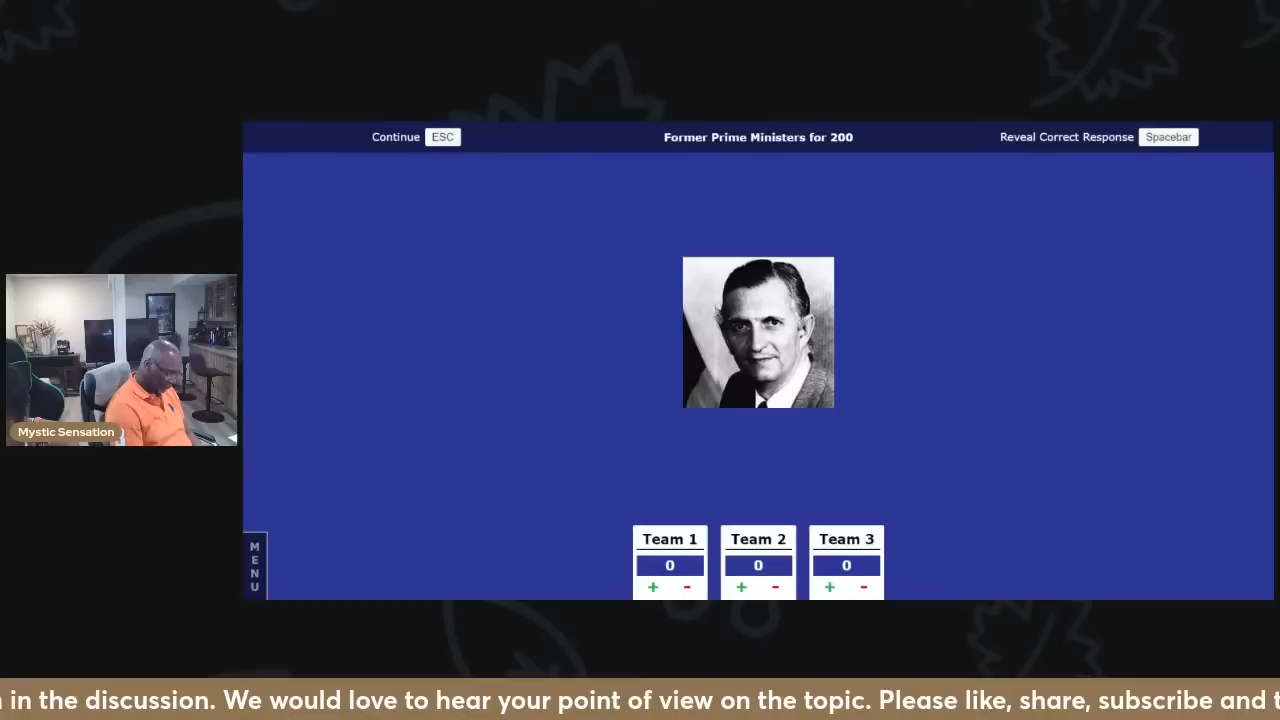 Continue ESC Former Prime Ministers for 200 Reveal Correct Response Spacebar
Mystic Sensation
MENU
Team 1 Team 2 Team 3
0 0 0
+ - + - + -
in the discussion. We would love to hear your point of view on the topic. Please like, share, subscribe and